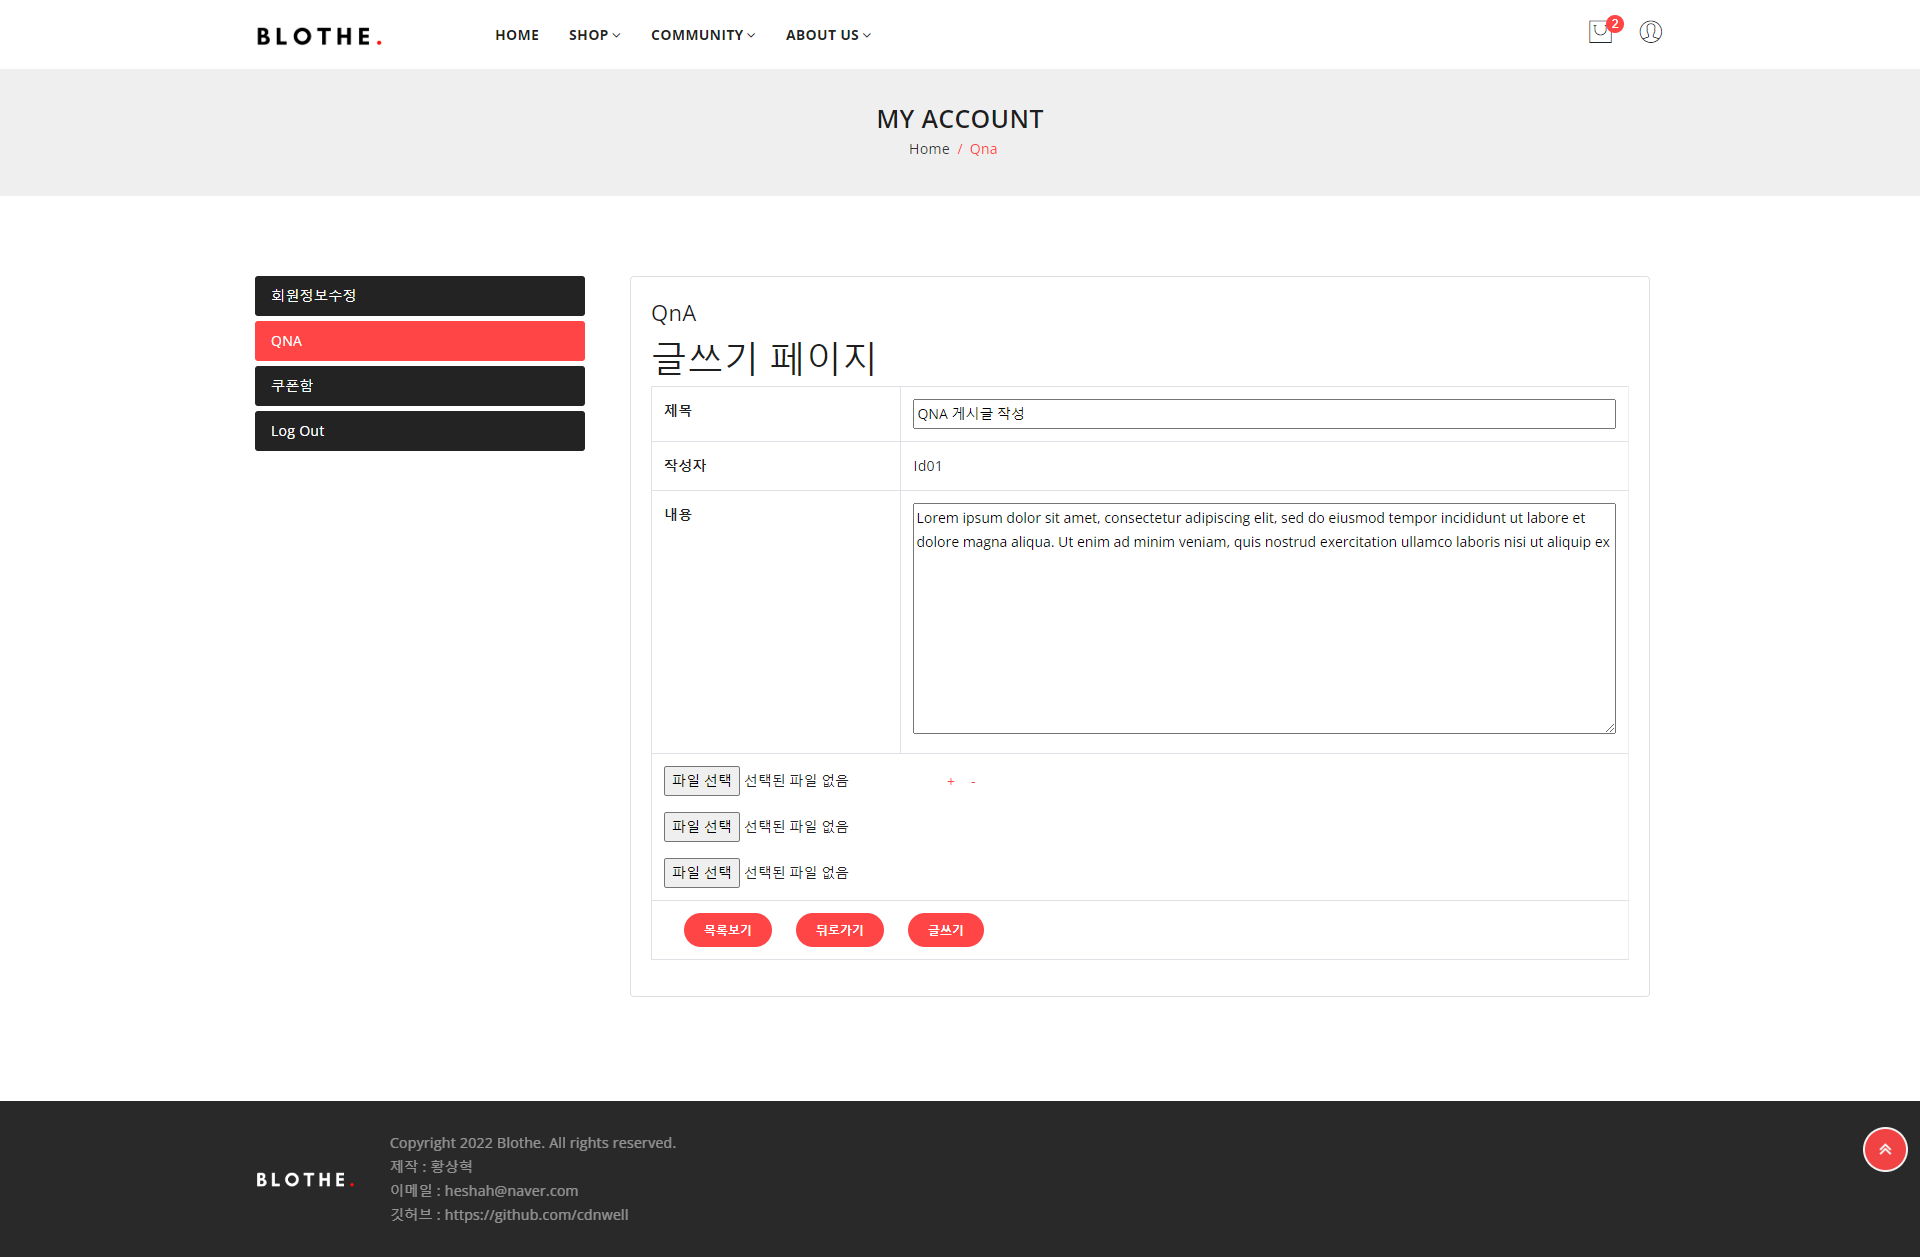 BLOTHE.
HOME
SHOP
COMMUNITY
ABOUT US
2
MY ACCOUNT
Home / Qna
회원정보수정
QNA
쿠폰함
Log Out
QnA
글쓰기 페이지
제목
QNA 게시글 작성
작성자
Id01
내용
Lorem ipsum dolor sit amet, consectetur adipiscing elit, sed do eiusmod tempor incididunt ut labore et
dolore magna aliqua. Ut enim ad minim veniam, quis nostrud exercitation ullamco laboris nisi ut aliquip ex
파일 선택 선택된 파일 없음 + -
파일 선택 선택된 파일 없음
파일 선택 선택된 파일 없음
목록보기 뒤로가기 글쓰기
BLOTHE.
Copyright 2022 Blothe. All rights reserved.
제작 : 황상혁
이메일 : heshah@naver.com
깃허브 : https://github.com/cdnwell